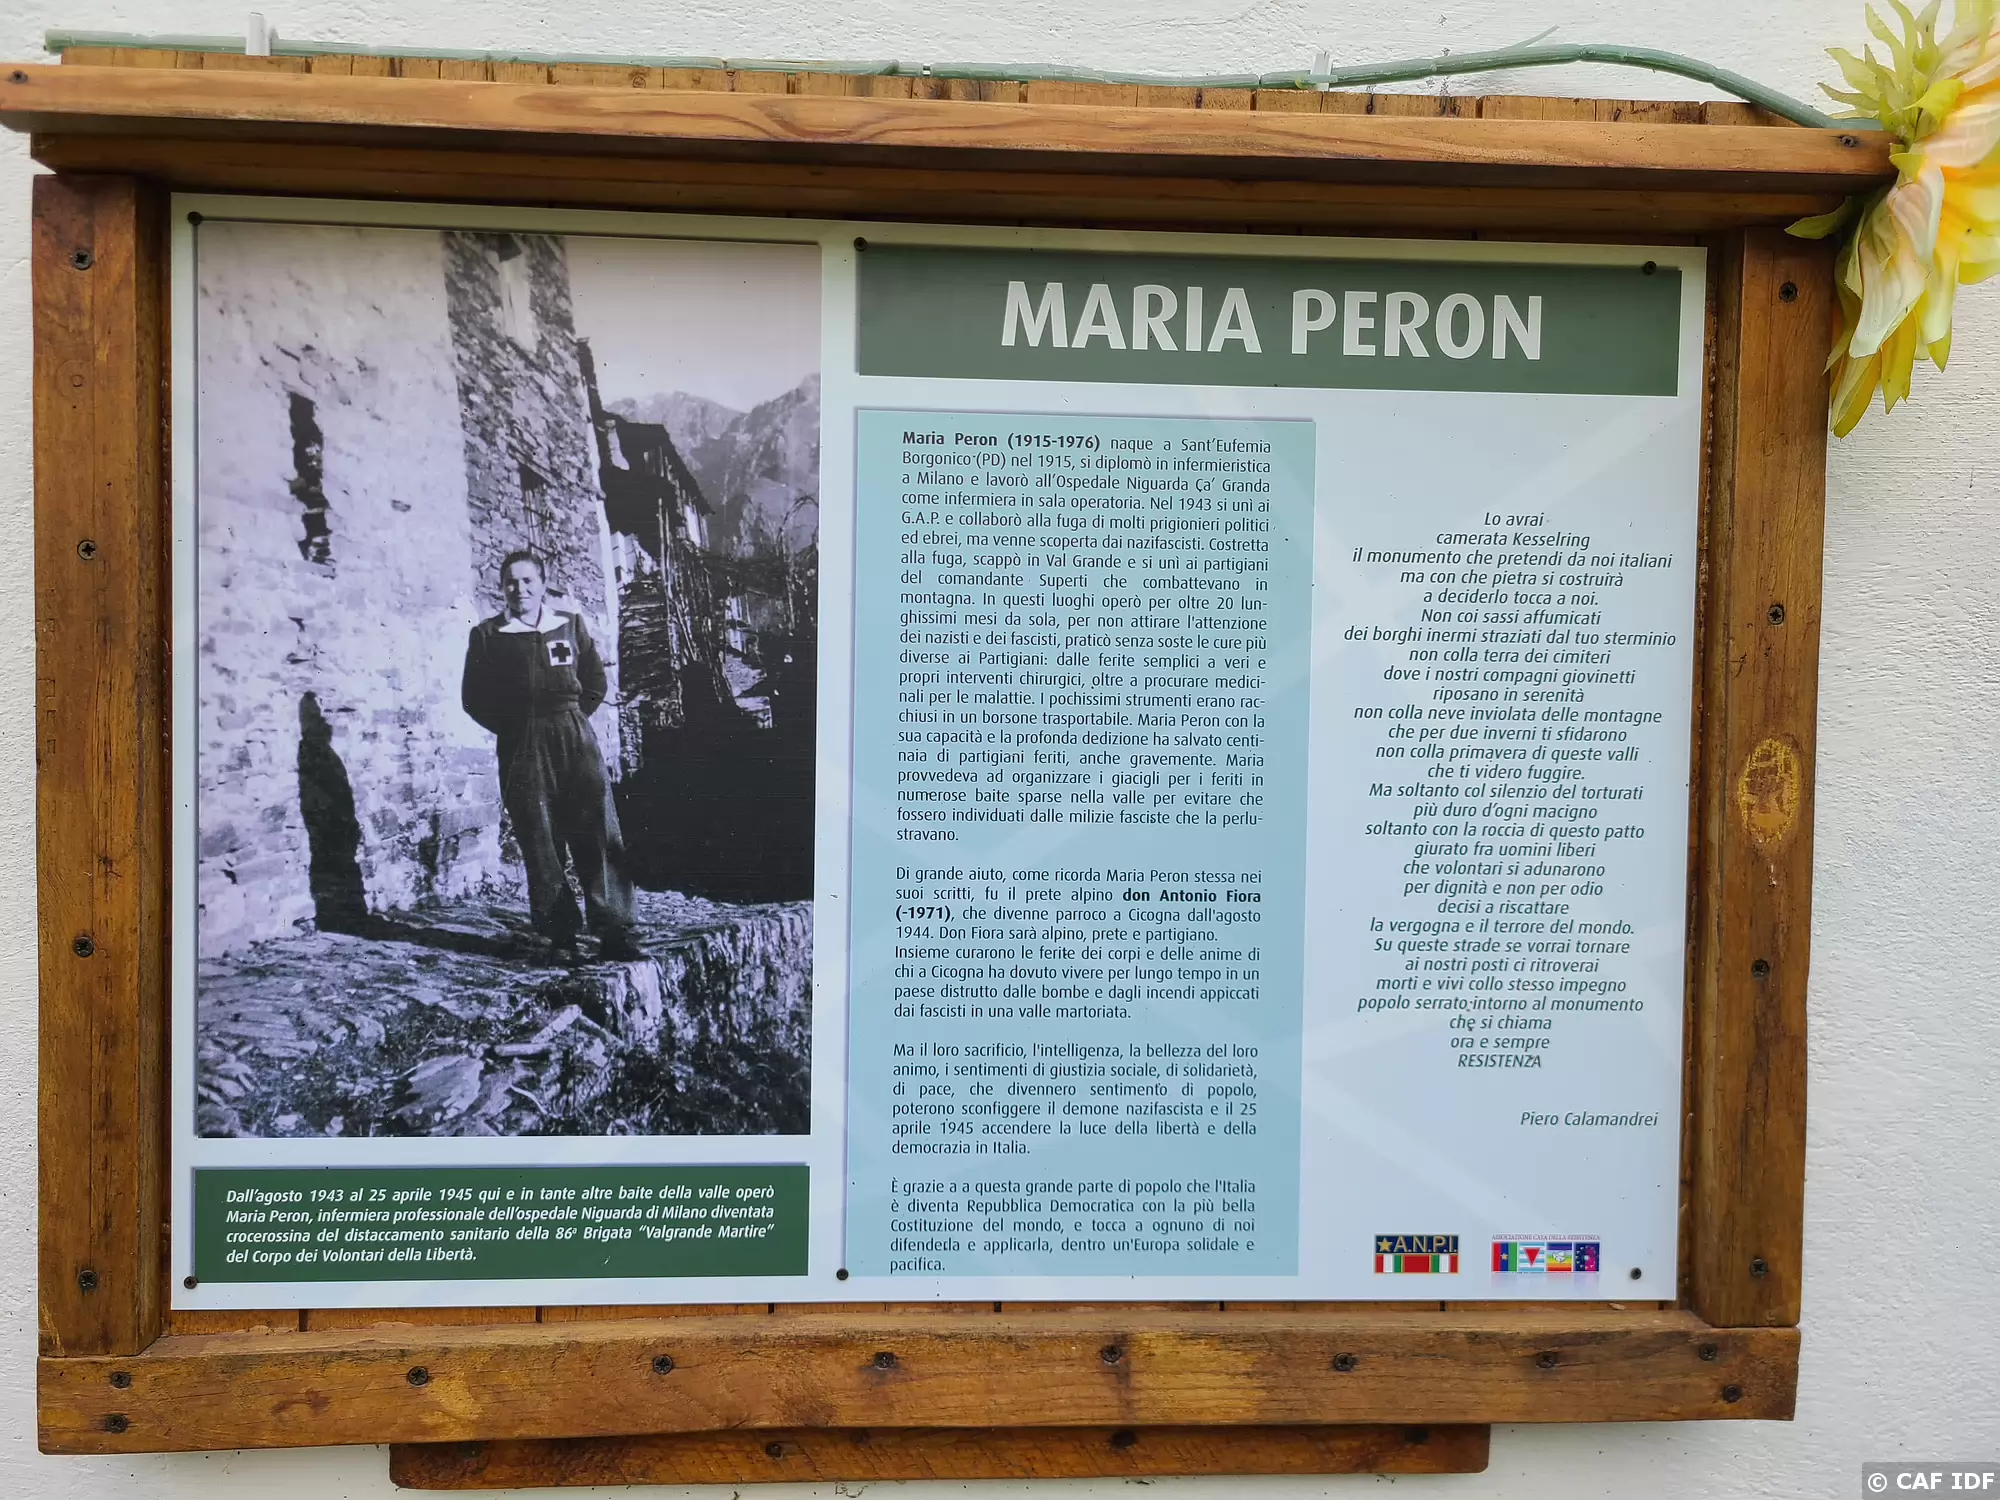 MARIA PERON
Maria Peron (1915-1976) naque a Sant'Eufemia
Borgonico (PD) nel 1915, si diplomò in infermieristica
a Milano e lavorò all'Ospedale Niguarda Ça' Granda
come infermiera in sala operatoria. Nel 1943 si unì ai
G.A.P. e collaborò alla fuga di molti prigionieri politici
ed ebrei, ma venne scoperta dai nazifascisti. Costretta
alla fuga, scappò in Val Grande e si unì ai partigiani
del comandante Superti che combattevano in
montagna. In questi luoghi operò per oltre 20 lun-
ghissimi mesi da sola, per non attirare l'attenzione
dei nazisti e dei fascisti, praticò senza soste le cure più
diverse ai Partigiani: dalle ferite semplici a veri e
propri interventi chirurgici, oltre a procurare medici-
nali per le malattie. I pochissimi strumenti erano rac-
chiusi in un borsone trasportabile. Maria Peron con la
sua capacità e la profonda dedizione ha salvato centi-
naia di partigiani feriti, anche gravemente. Maria
provvedeva ad organizzare i giacigli per i feriti in
numerose baite sparse nella valle per evitare che
fossero individuati dalle milizie fasciste che la perlu-
stravano.
Di grande aiuto, come ricorda Maria Peron stessa nei
suoi scritti, fu il prete alpino don Antonio Fiora
(-1971), che divenne parroco a Cicogna dall'agosto
1944. Don Fiora sarà alpino, prete e partigiano.
Insieme curarono le ferite dei corpi e delle anime di
chi a Cicogna ha dovuto vivere per lungo tempo in un
paese distrutto dalle bombe e dagli incendi appiccati
dai fascisti in una valle martoriata.
Ma il loro sacrificio, l'intelligenza, la bellezza del loro
animo, i sentimenti di giustizia sociale, di solidarietà,
di pace, che divennero sentimento di popolo,
poterono sconfiggere il demone nazifascista e il 25
aprile 1945 accendere la luce della libertà e della
democrazia in Italia.
È grazie a a questa grande parte di popolo che l'Italia
è diventa Repubblica Democratica con la più bella
Costituzione del mondo, e tocca a ognuno di noi
difenderla e applicarla, dentro un'Europa solidale e
pacifica.
Lo avrai
camerata Kesselring
il monumento che pretendi da noi italiani
ma con che pietra si costruirà
a deciderlo tocca a noi.
Non coi sassi affumicati
dei borghi inermi straziati dal tuo sterminio
non colla terra dei cimiteri
dove i nostri compagni giovinetti
riposano in serenità
non colla neve inviolata delle montagne
che per due inverni ti sfidarono
non colla primavera di queste valli
che ti videro fuggire.
Ma soltanto col silenzio del torturati
più duro d'ogni macigno
soltanto con la roccia di questo patto
giurato fra uomini liberi
che volontari si adunarono
per dignità e non per odio
decisi a riscattare
la vergogna e il terrore del mondo.
Su queste strade se vorrai tornare
ai nostri posti ci ritroverai
morti e vivi collo stesso impegno
popolo serrato intorno al monumento
che si chiama
ora e sempre
RESISTENZA
Piero Calamandrei
Dall'agosto 1943 al 25 aprile 1945 qui e in tante altre baite della valle operò
Maria Peron, infermiera professionale dell'ospedale Niguarda di Milano diventata
crocerossina del distaccamento sanitario della 86ª Brigata "Valgrande Martire"
del Corpo dei Volontari della Libertà.
A.N.P.I.
ASSOCIAZIONE CASA DELLA RESISTENZA
© CAF IDF